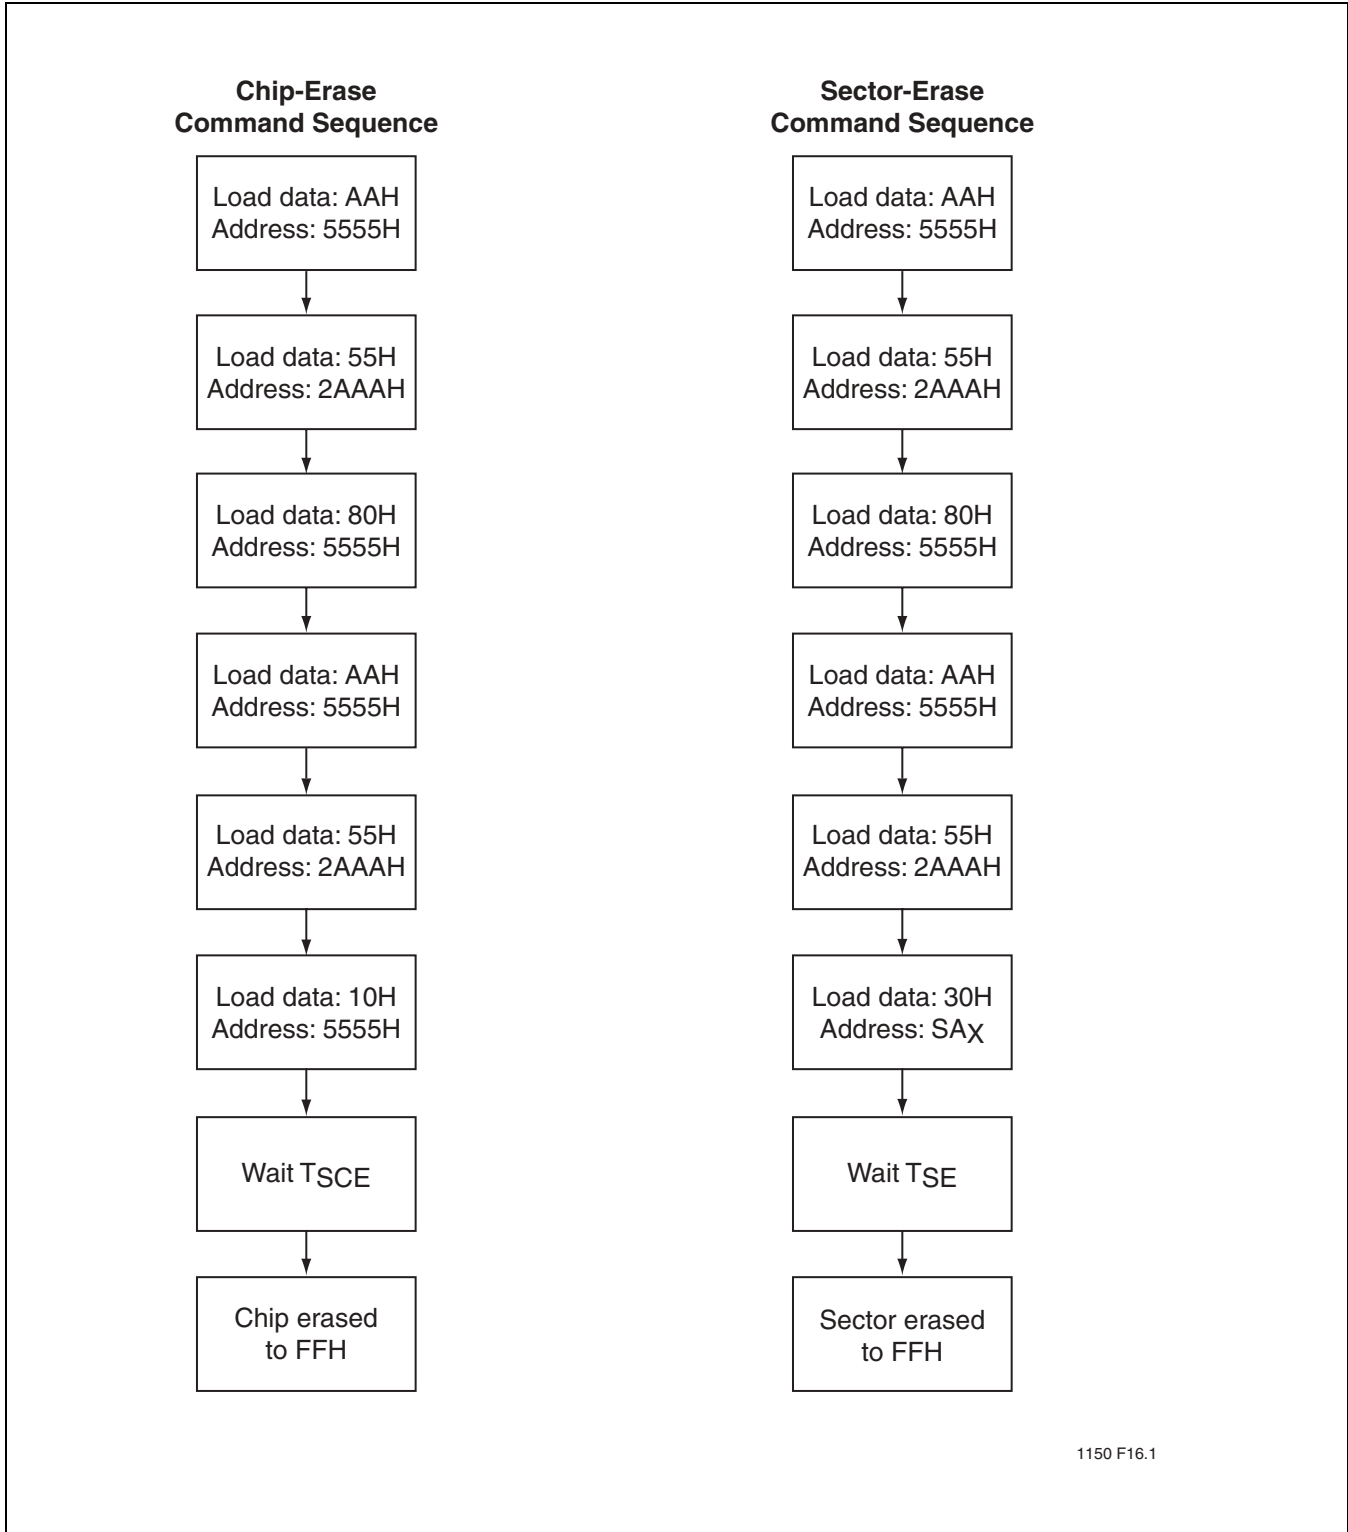 Chip-Erase
Command Sequence
Load data: AAH
Address: 5555H
Load data: 55H
Address: 2AAAH
Load data: 80H
Address: 5555H
Load data: AAH
Address: 5555H
Load data: 55H
Address: 2AAAH
Load data: 10H
Address: 5555H
Wait TSCE
Chip erased
to FFH
Sector-Erase
Command Sequence
Load data: AAH
Address: 5555H
Load data: 55H
Address: 2AAAH
Load data: 80H
Address: 5555H
Load data: AAH
Address: 5555H
Load data: 55H
Address: 2AAAH
Load data: 30H
Address: SAX
Wait TSE
Sector erased
to FFH
1150 F16.1